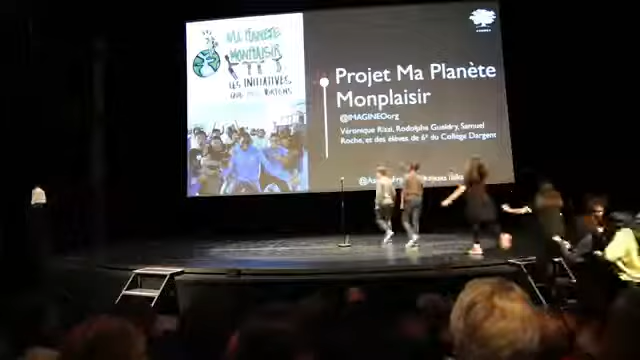 MA PLANÈTE
MONPLAISIR
LES INITIATIVES
Projet Ma Planète
Monplaisir
@IMAGINEOorg
Véronique Rizzi, Rodolphe Gueldry, Samuel
Roche, et des élèves de 6e du Collège Dargent